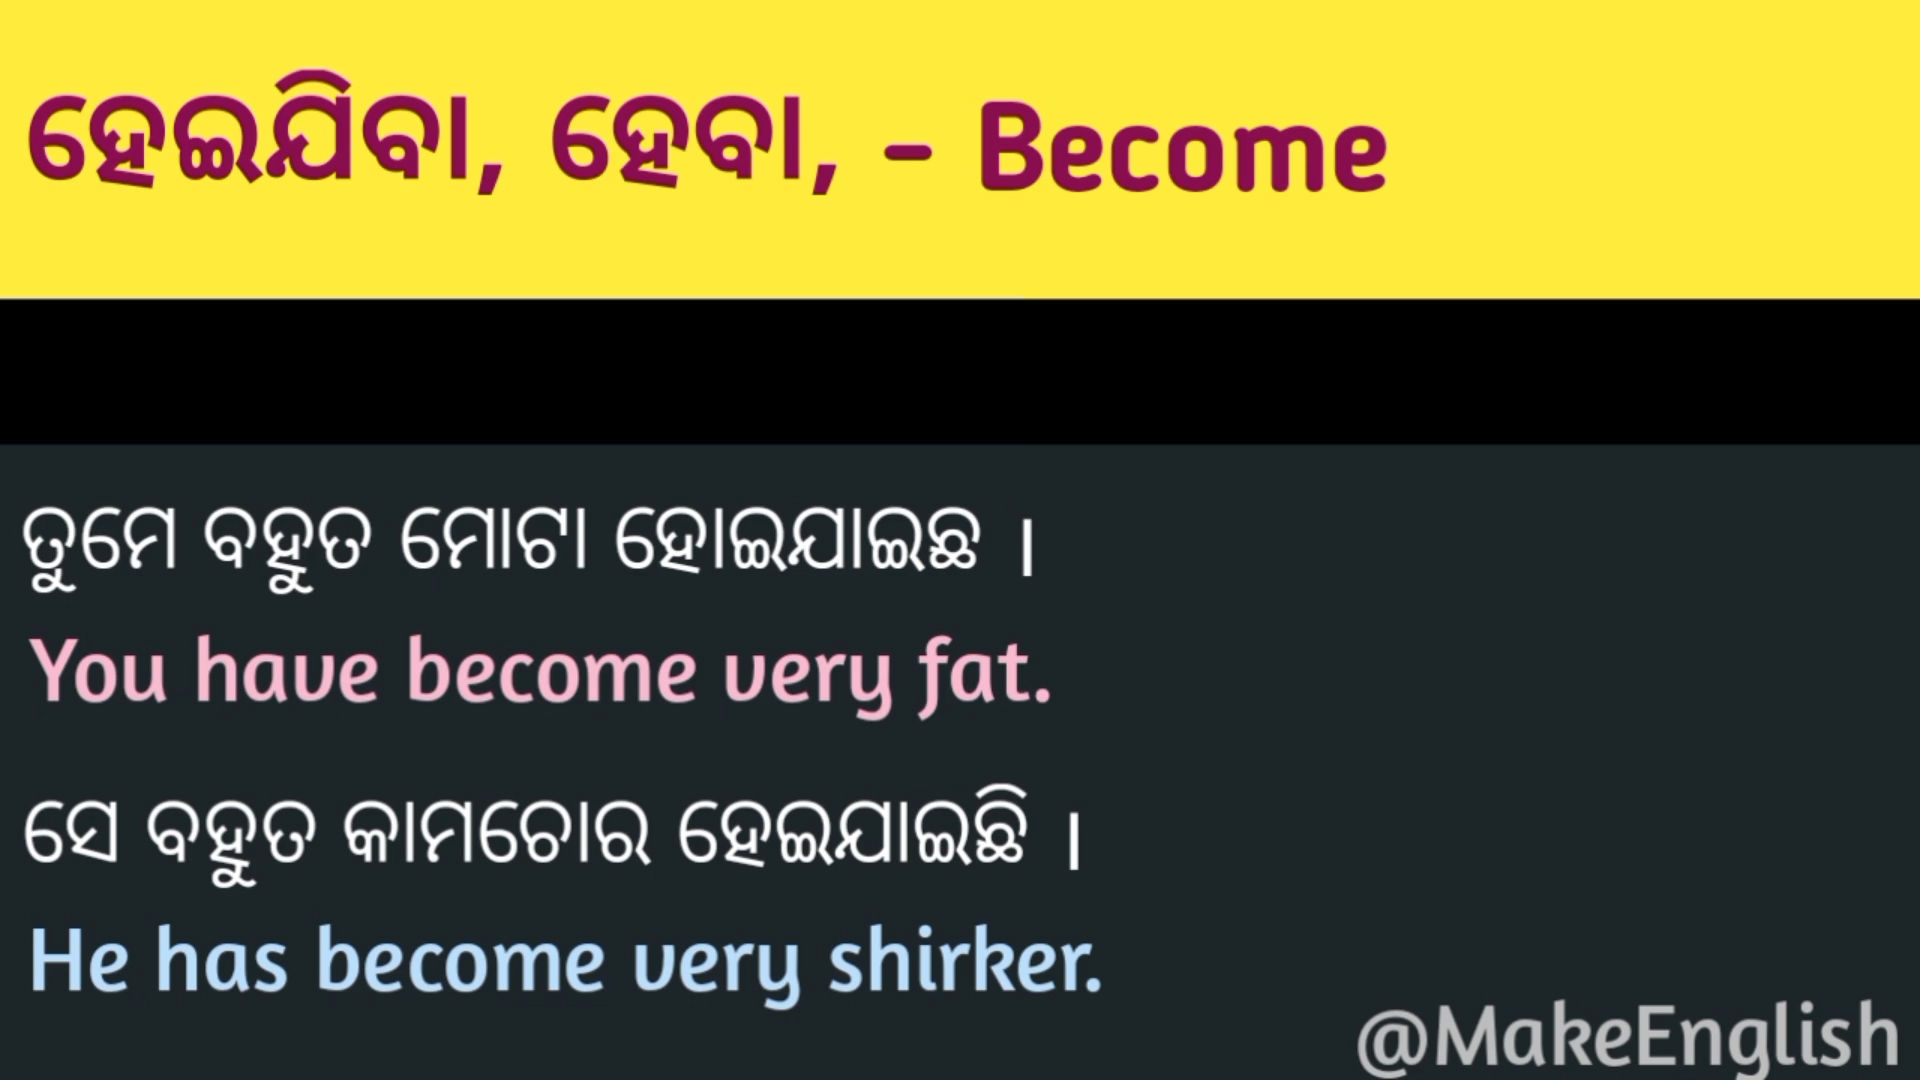 ହେଇଯିବା, ହେବା, - Become
ତୁମେ ବହୁତ ମୋଟା ହୋଇଯାଇଛ ।
You have become very fat.
ସେ ବହୁତ କାମଚୋର ହେଇଯାଇଛି ।
He has become very shirker.
@MakeEnglish